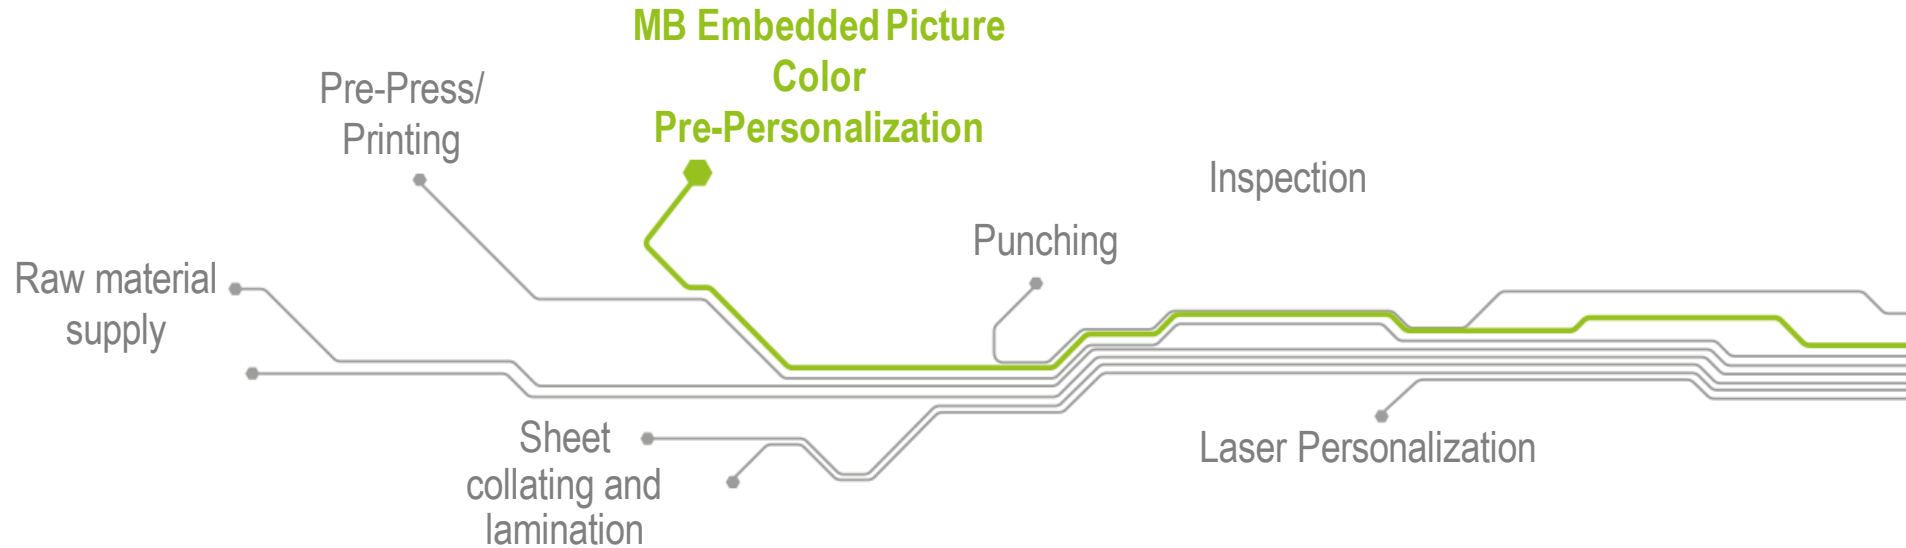 MB Embedded Picture
Color
Pre-Personalization
Pre-Press/
Printing
Inspection
Punching
Raw material
supply
Sheet
collating and
lamination
Laser Personalization